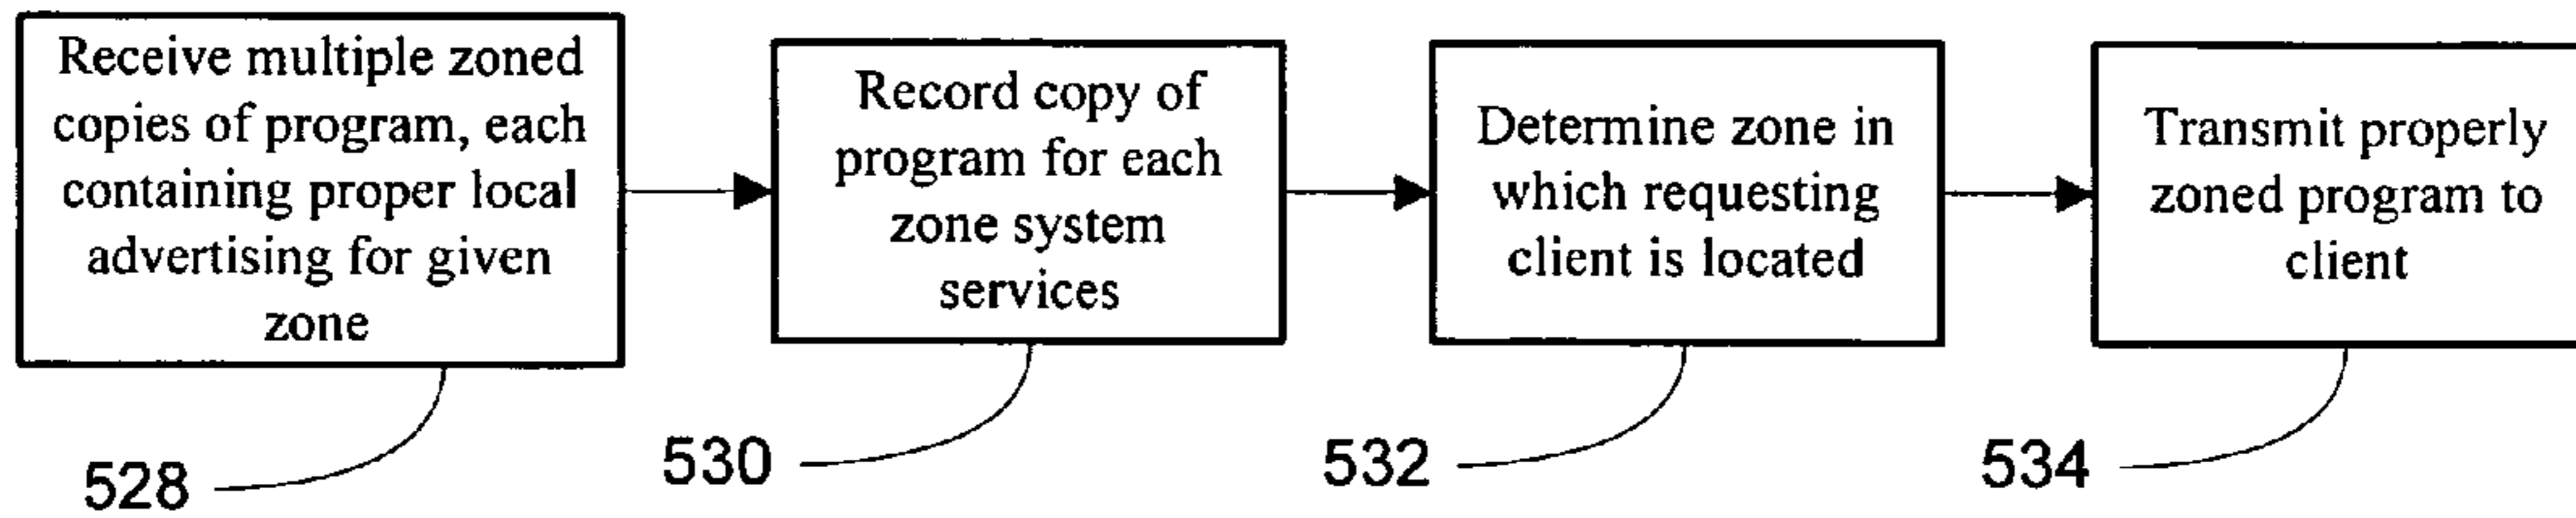 Receive multiple zoned
copies of program, each
containing proper local
advertising for given
zone
Record copy of
program for each
zone system
services
Determine zone in
which requesting
client is located
Transmit properly
zoned program to
client
528
530
532
534